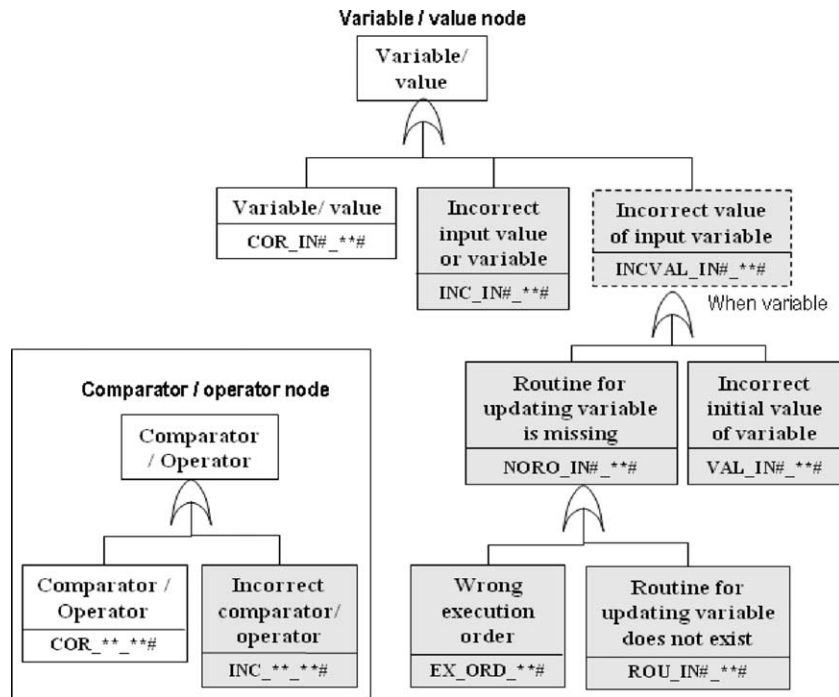 Variable / value node
Variable/
value
Variable/ value
COR_IN#_**#
Incorrect
input value
or variable
INC_IN#_**#
Incorrect value
of input variable
INCVAL_IN#_**#
When variable
Routine for
updating variable
is missing
NORO_IN#_**#
Incorrect
initial value
of variable
VAL_IN#_**#
Wrong
execution
order
EX_ORD_**#
Routine for
updating variable
does not exist
ROU_IN#_**#
Comparator / operator node
Comparator
/ Operator
Comparator /
Operator
COR_**_**#
Incorrect
comparator/
operator
INC_**_**#